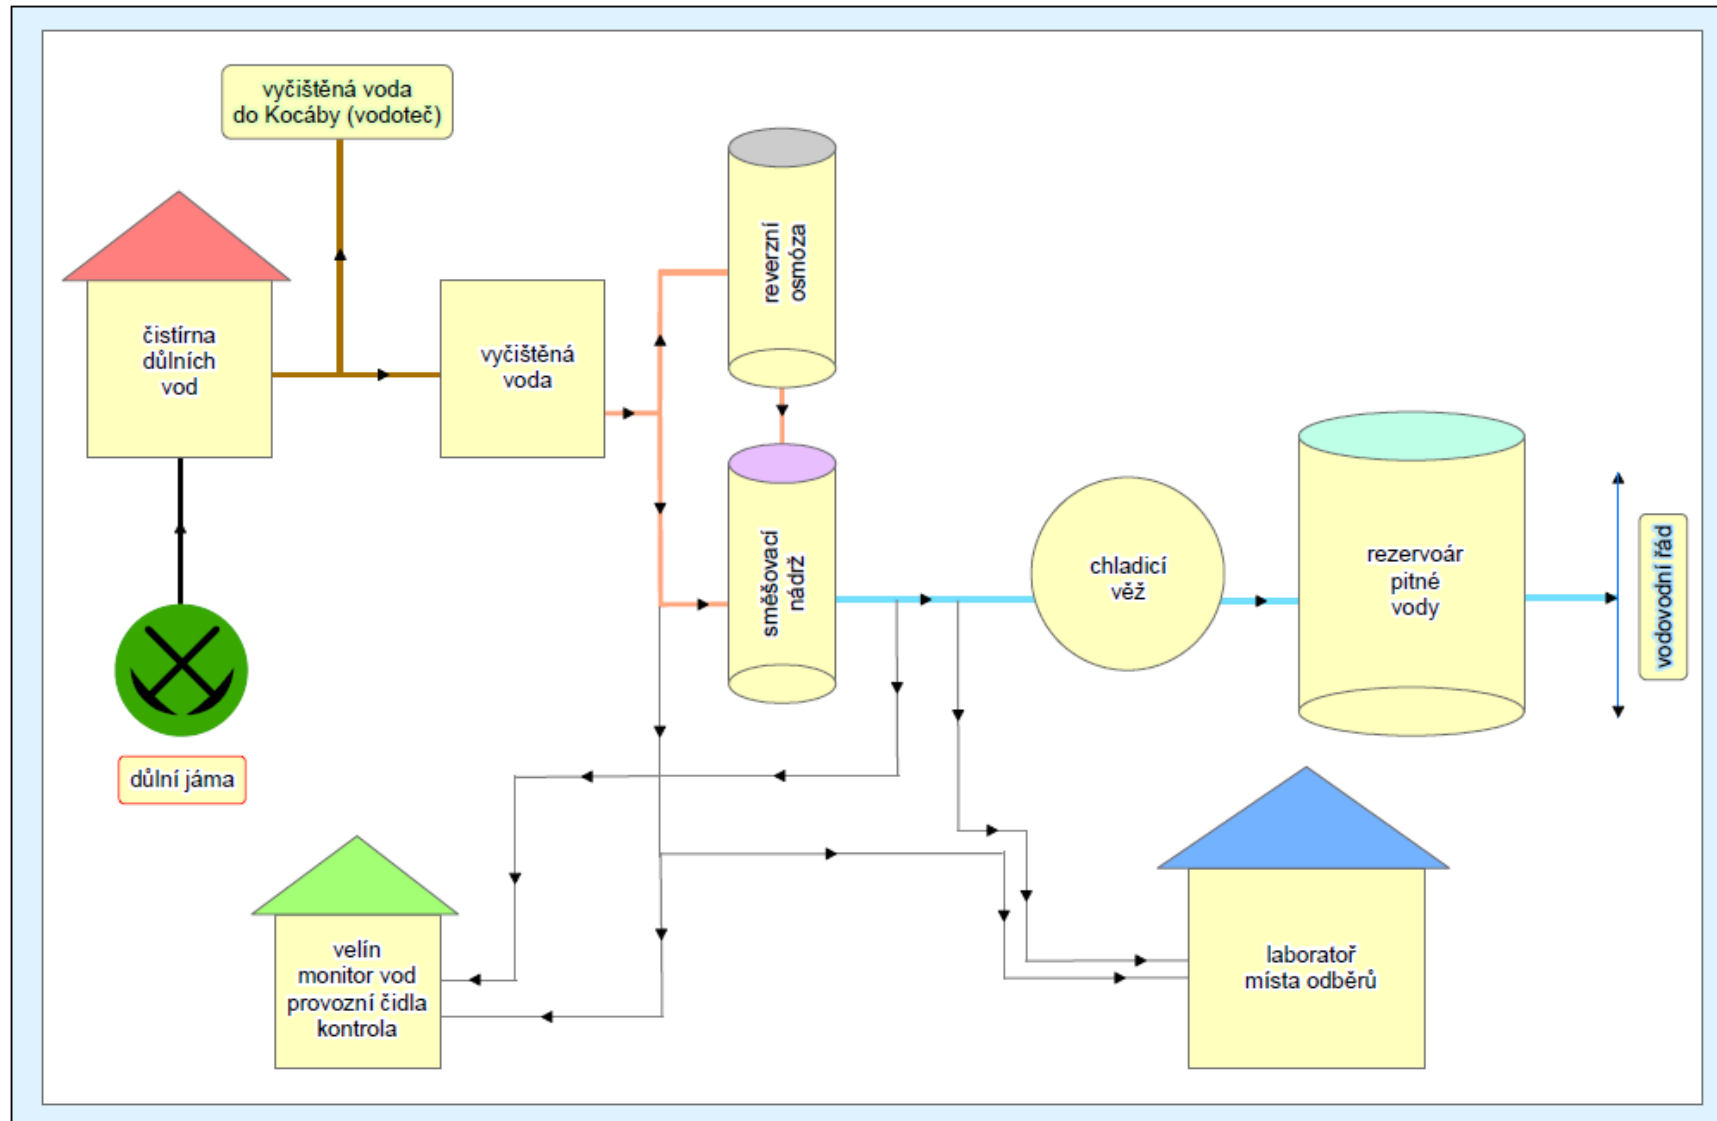 vyčištěná voda
do Kocáby (vodoteč)
čistírna
důlních
vod
vyčištěná
voda
reverzní
osmóza
směšovací
nádrž
chladicí
věž
rezervoár
pitné
vody
vodovodní řád
důlní jáma
velín
monitor vod
provozní čidla
kontrola
laboratoř
místa odběrů